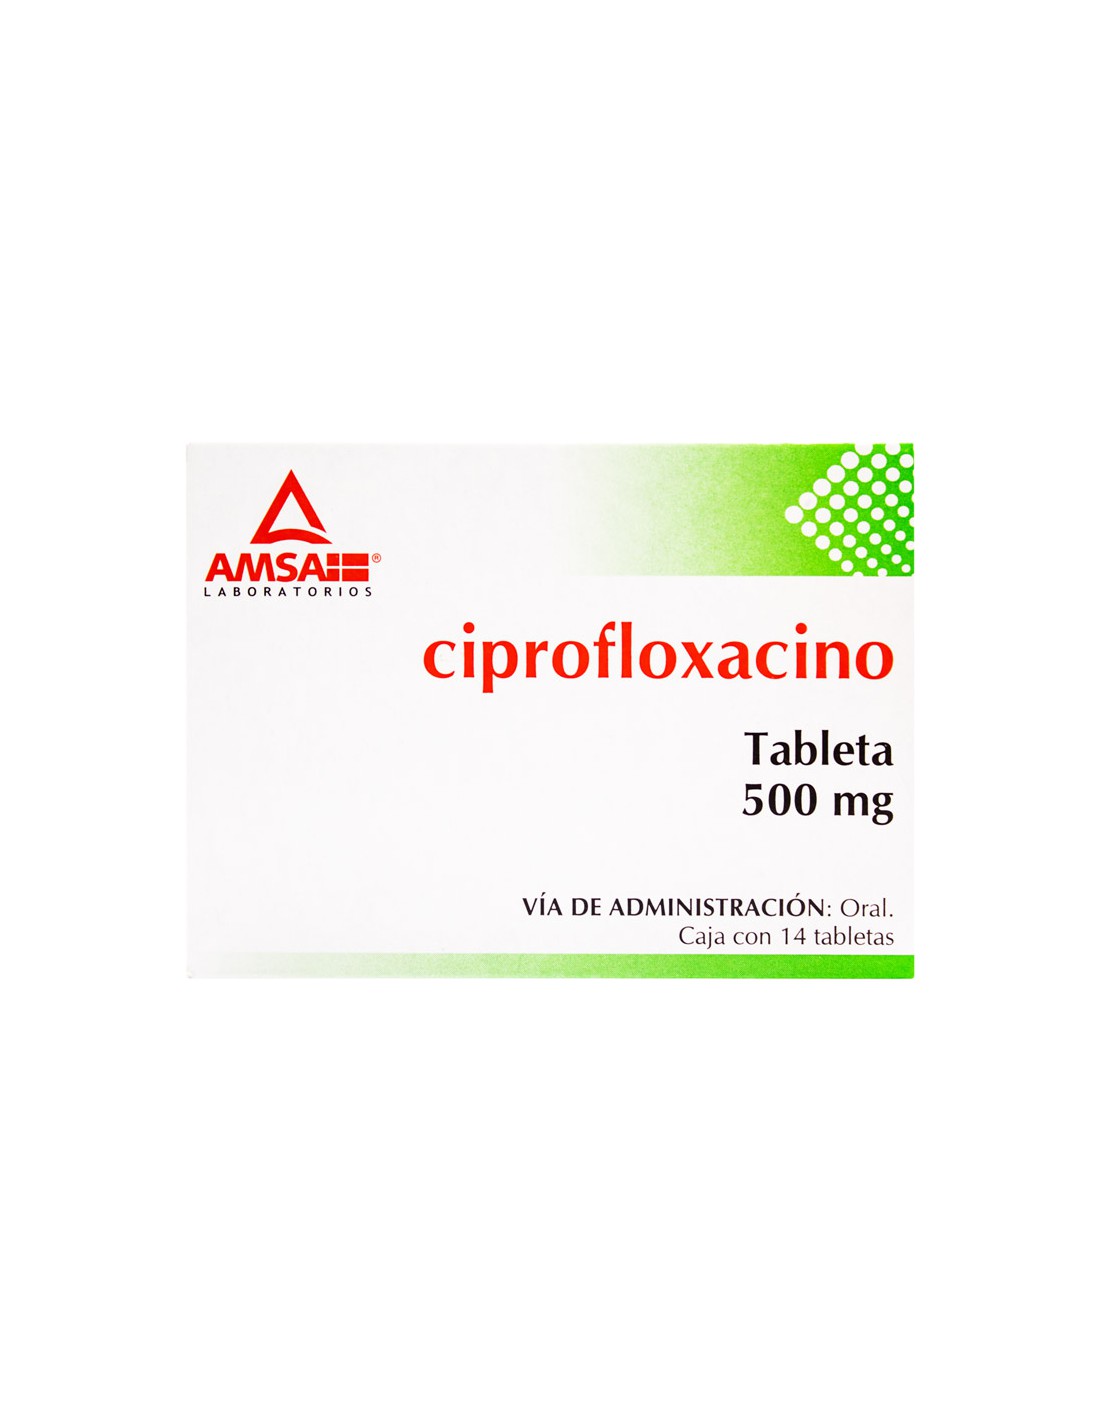 AMSA®
LABORATORIOS
ciprofloxacino
Tableta
500 mg
VÍA DE ADMINISTRACIÓN: Oral.
Caja con 14 tabletas